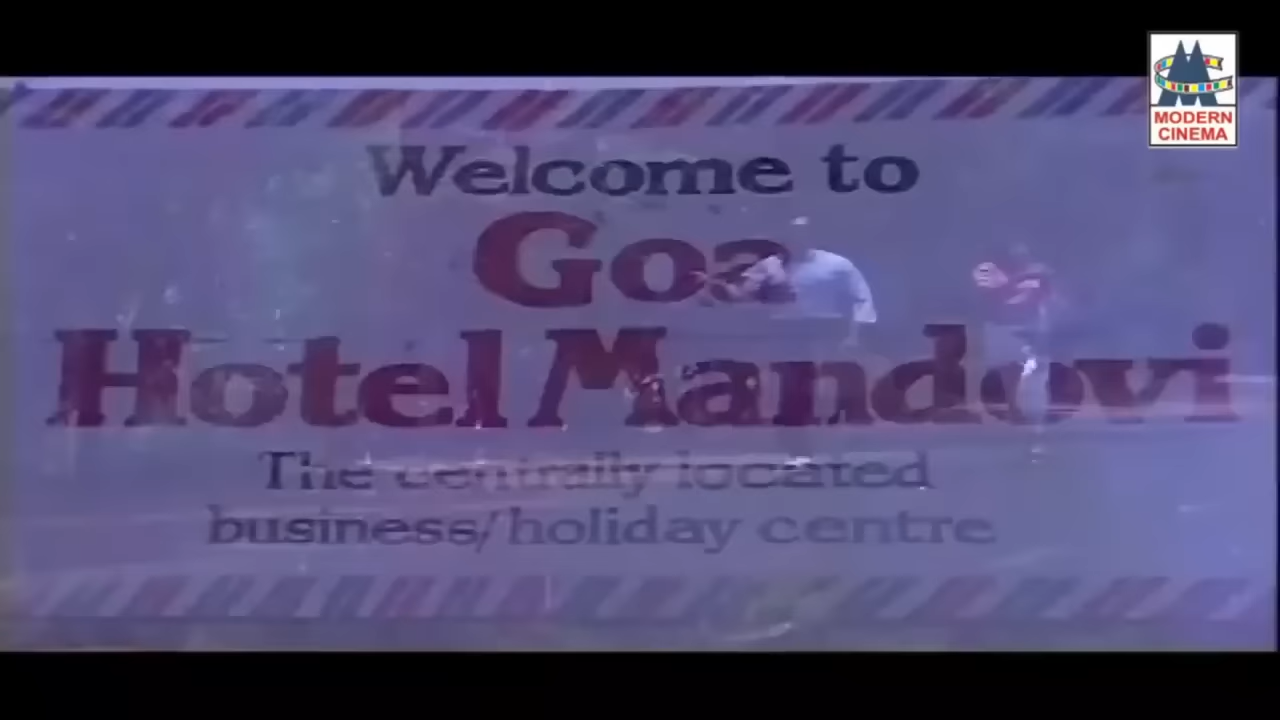 Welcome to
Goa
Hotel Mandovi
The centrally located
business/holiday centre
MODERN
CINEMA